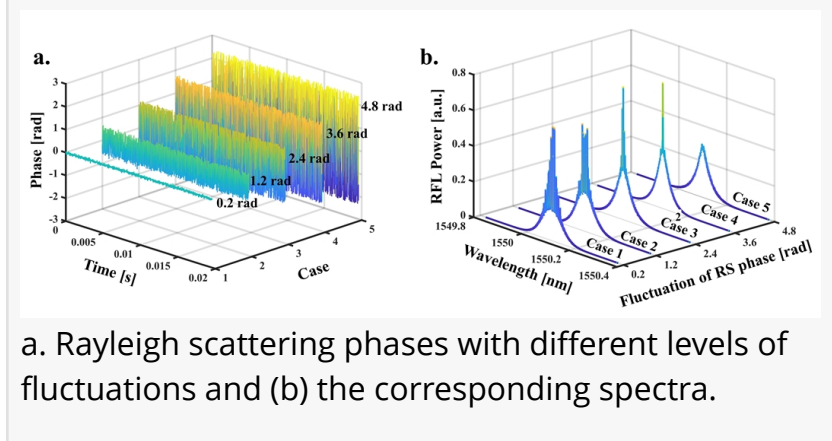 a.
3
2
1
0
-1
-2
-3
Phase [rad]
0
0.005
0.01
0.015
0.02
Time [s]
1
2
3
4
5
Case
0.2 rad
1.2 rad
2.4 rad
3.6 rad
4.8 rad
b.
0.8
0.6
0.4
0.2
0
RFL Power [a.u.]
1549.8
1550
1550.2
1550.4
Wavelength [nm]
0.2
1.2
2.4
3.6
4.8
Fluctuation of RS phase [rad]
Case 1
Case 2
2
Case 3
Case 4
Case 5
a. Rayleigh scattering phases with different levels of
fluctuations and (b) the corresponding spectra.